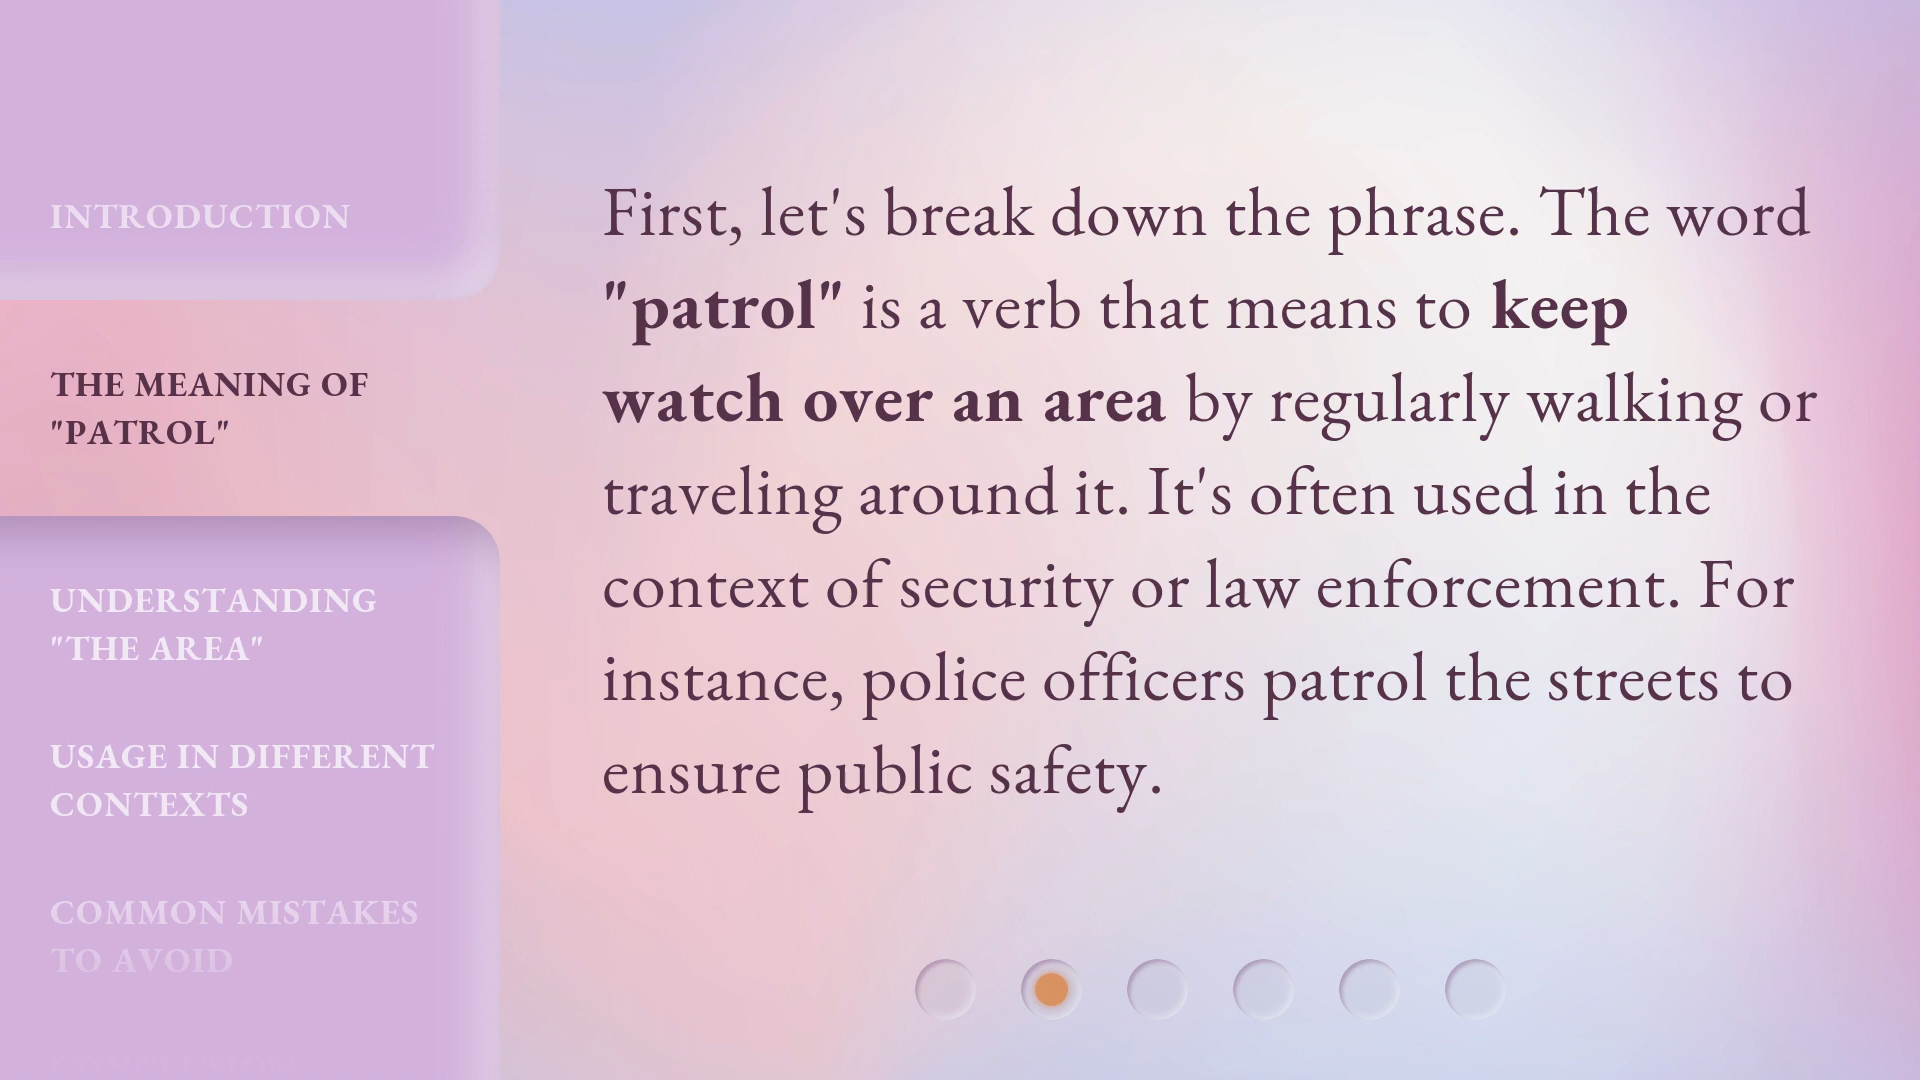 INTRODUCTION
THE MEANING OF
"PATROL"
UNDERSTANDING
"THE AREA"
USAGE IN DIFFERENT
CONTEXTS
COMMON MISTAKES
TO AVOID
CONCLUSION
First, let's break down the phrase. The word
"patrol" is a verb that means to keep
watch over an area by regularly walking or
traveling around it. It's often used in the
context of security or law enforcement. For
instance, police officers patrol the streets to
ensure public safety.